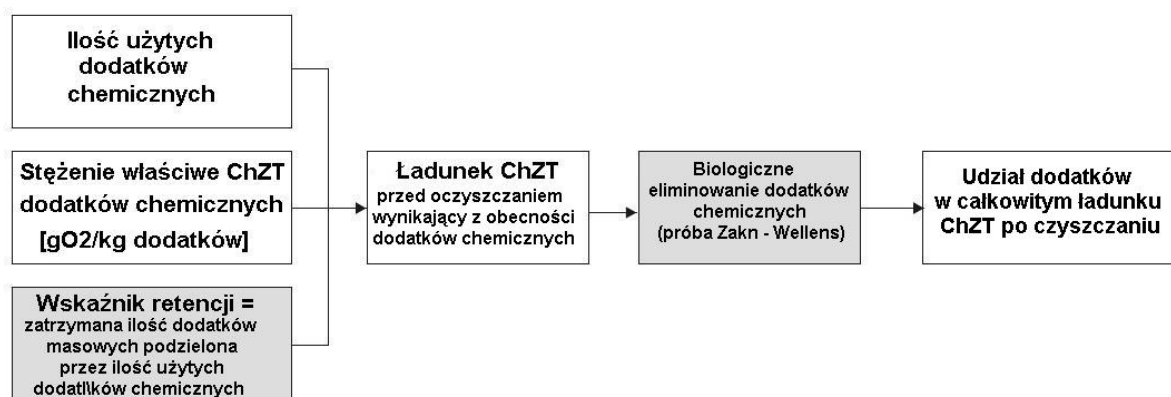 Ilość użytych
dodatków
chemicznych
Stężenie właściwe ChZT
dodatków chemicznych
[gO2/kg dodatków]
Wskaźnik retencji =
zatrzymana ilość dodatków
masowych podzielona
przez ilość użytych
dodatl\ków chemicznych
Ładunek ChZT
przed oczyszczaniem
wynikający z obecności
dodatków chemicznych
Biologiczne
eliminowanie dodatków
chemicznych
(próba Zakn - Wellens)
Udział dodatków
w całkowitym ładunku
ChZT po czyszczaniu